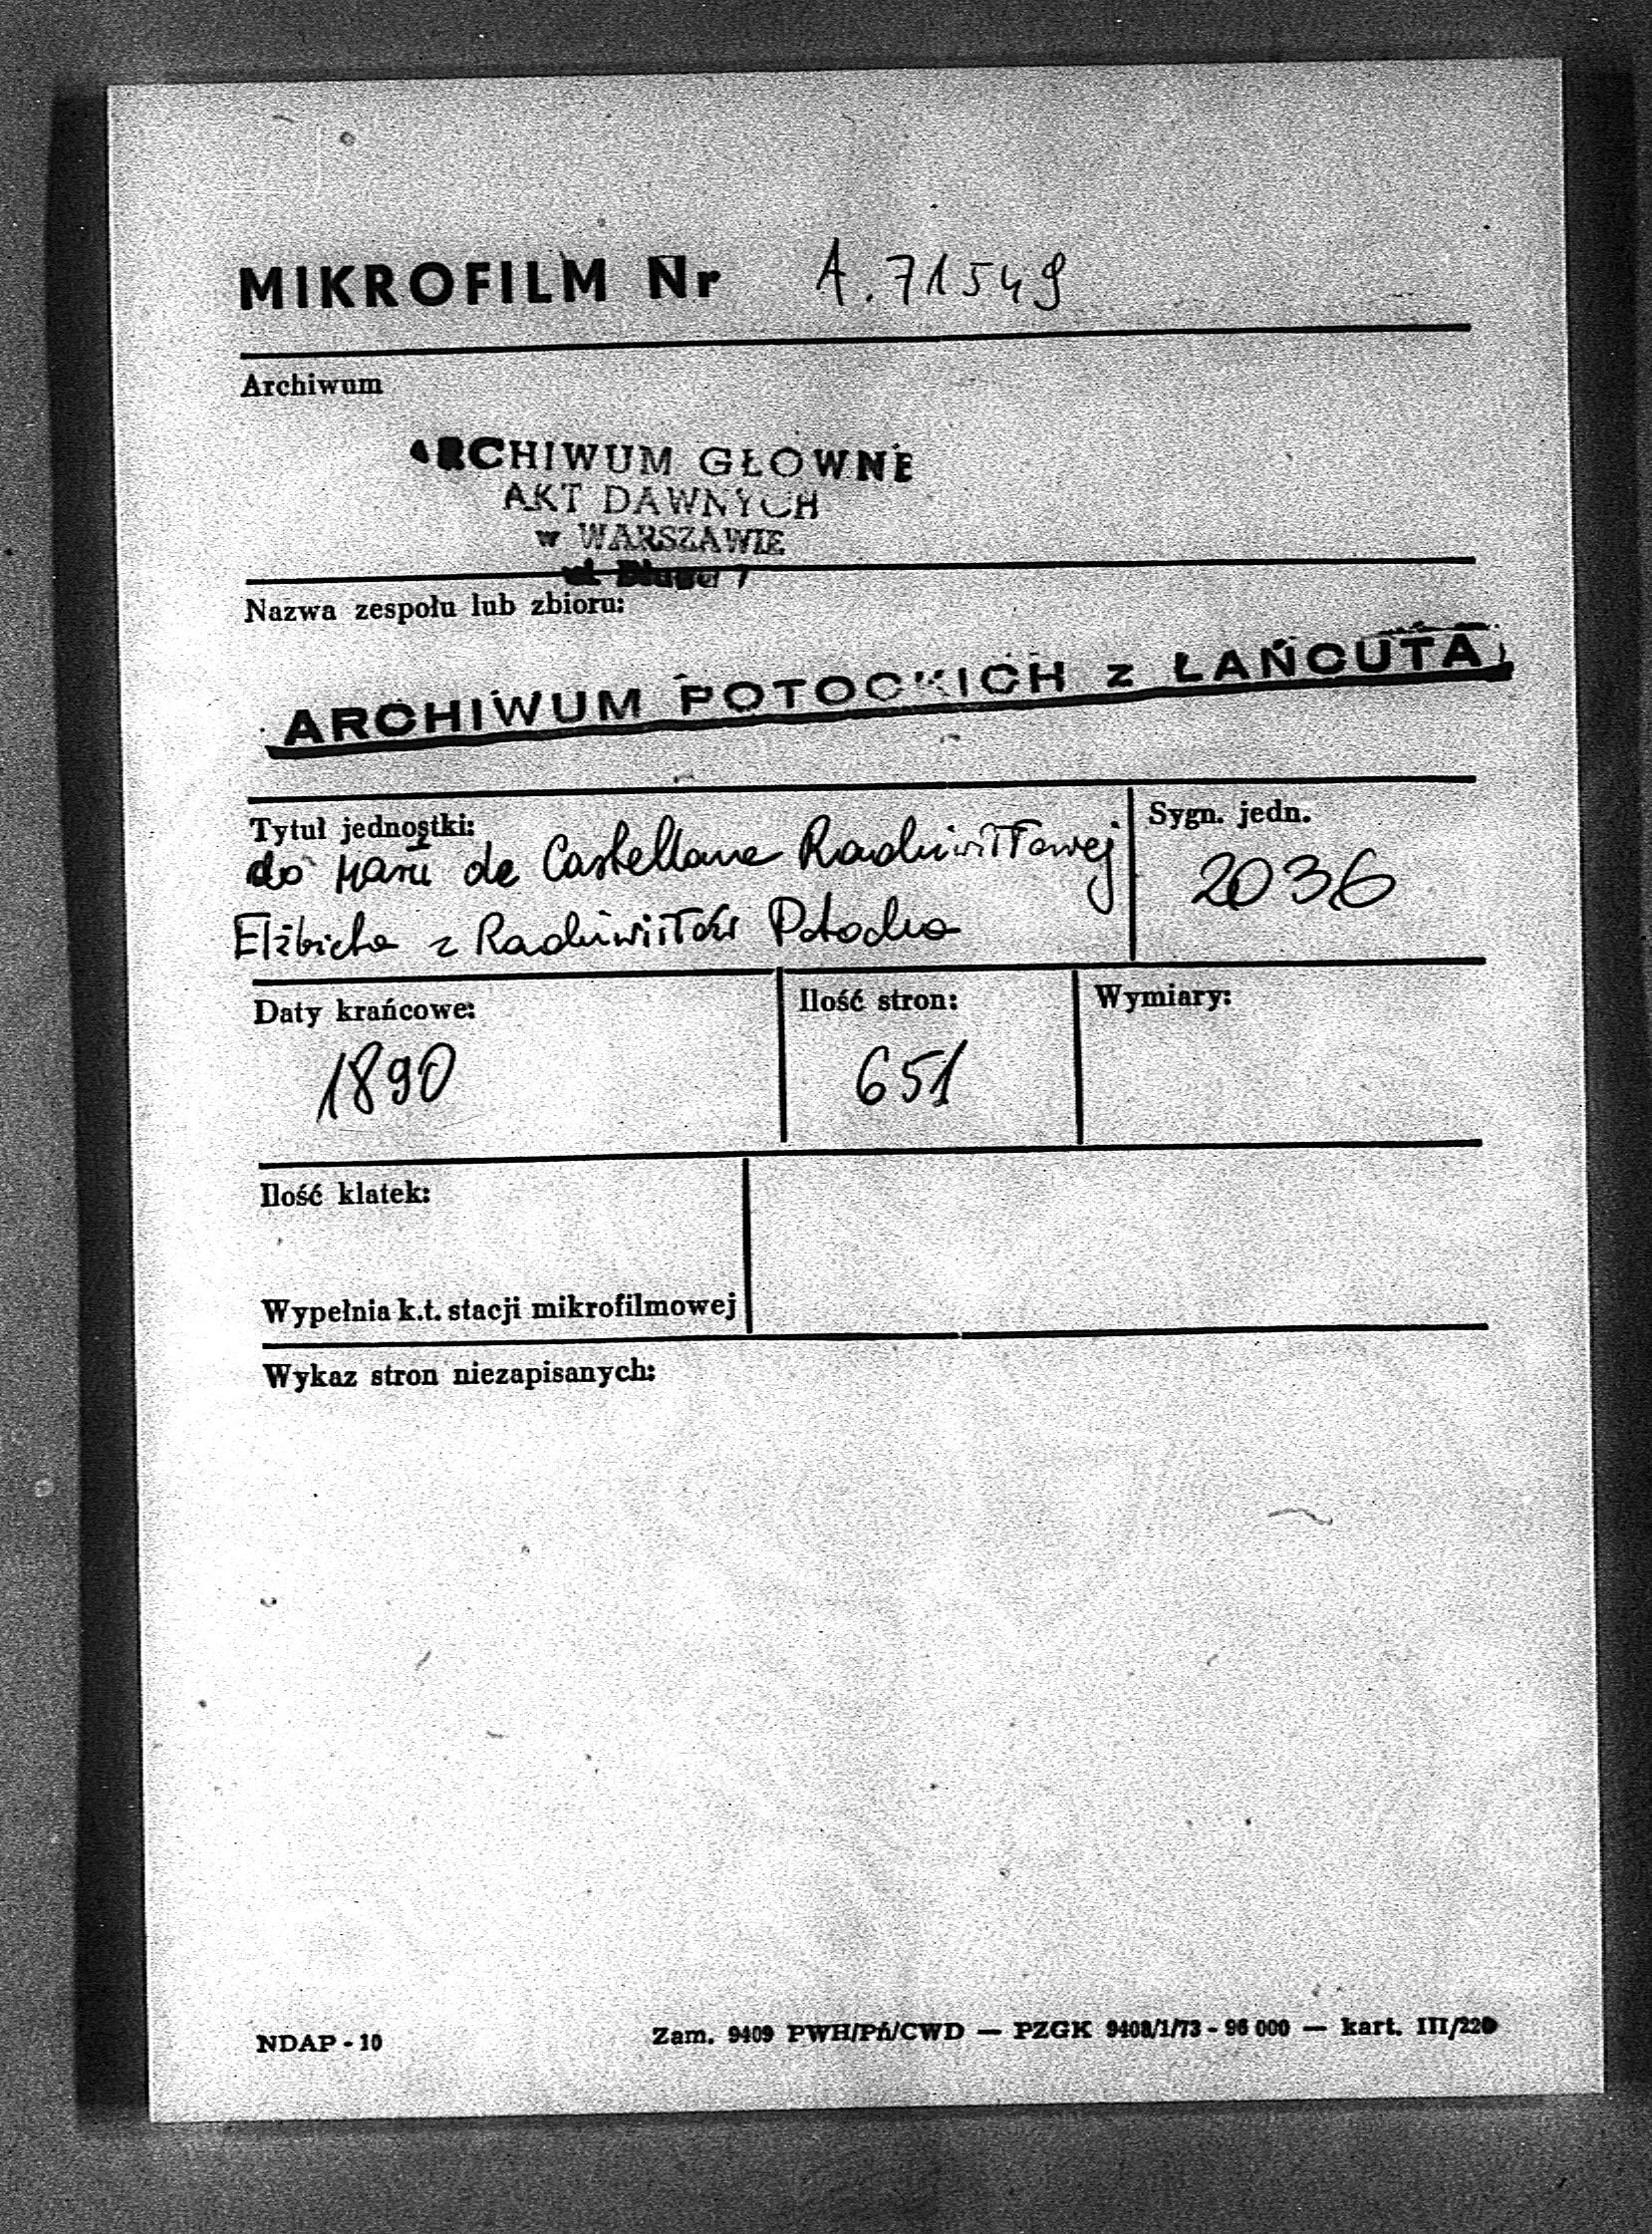 MIKROFILM Nr A. 71549
Archiwum
ARCHIWUM GŁÓWNE
AKT DAWNYCH
w WARSZAWIE
ul. Długa 7
Nazwa zespołu lub zbioru:
ARCHIWUM POTOCKICH z ŁAŃCUTA
Tytuł jednostki:
do Marii de Castellane Radziwiłłowej
Elżbieta z Radziwiłłów Potocka
Sygn. jedn.
2036
Daty krańcowe:
1890
Ilość stron:
651
Wymiary:
Ilość klatek:
Wypełnia k.t. stacji mikrofilmowej
Wykaz stron niezapisanych:
NDAP - 10
Zam. 9409 PWH/Pń/CWD — PZGK 9408/1/73 - 96 000 — kart. III/220